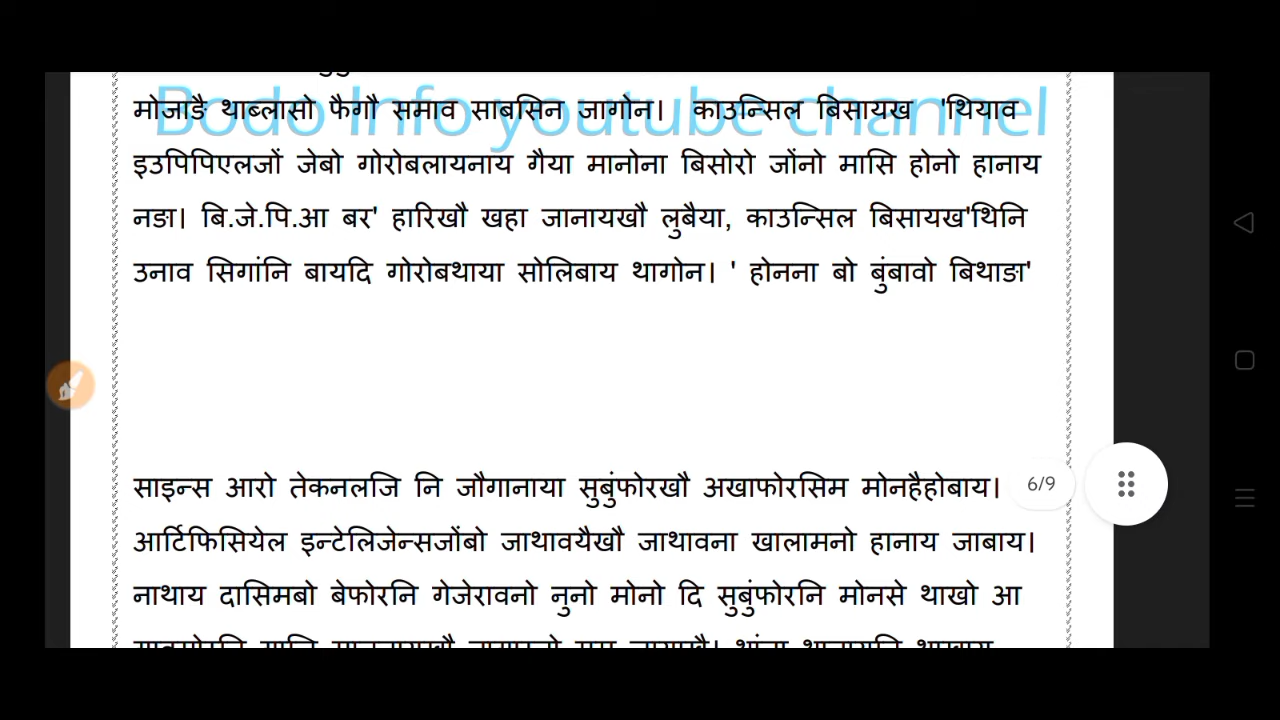 Bodo Info youtube channel
मोजाङै थाब्लासो फैगौ समाव साबसिन जागोन। काउन्सिल बिसायख 'थियाव
इउपिपिएलजों जेबो गोरोबलायनाय गैया मानोना बिसोरो जोंनो मासि होनो हानाय
नङा। बि.जे.पि.आ बर' हारिखौ खहा जानायखौ लुबैया, काउन्सिल बिसायख'थिनि
उनाव सिगांनि बायदि गोरोबथाया सोलिबाय थागोन। ' होनना बो बुंबावो बिथाङा'
साइन्स आरो तेकनलजि नि जौगानाया सुबुंफोरखौ अखाफोरसिम मोनहैहोबाय।
6/9
आर्टिफिसियेल इन्टेलिजेन्सजोंबो जाथावयैखौ जाथावना खालामनो हानाय जाबाय।
नाथाय दासिमबो बेफोरनि गेजेरावनो नुनो मोनो दि सुबुंफोरनि मोनसे थाखो आ